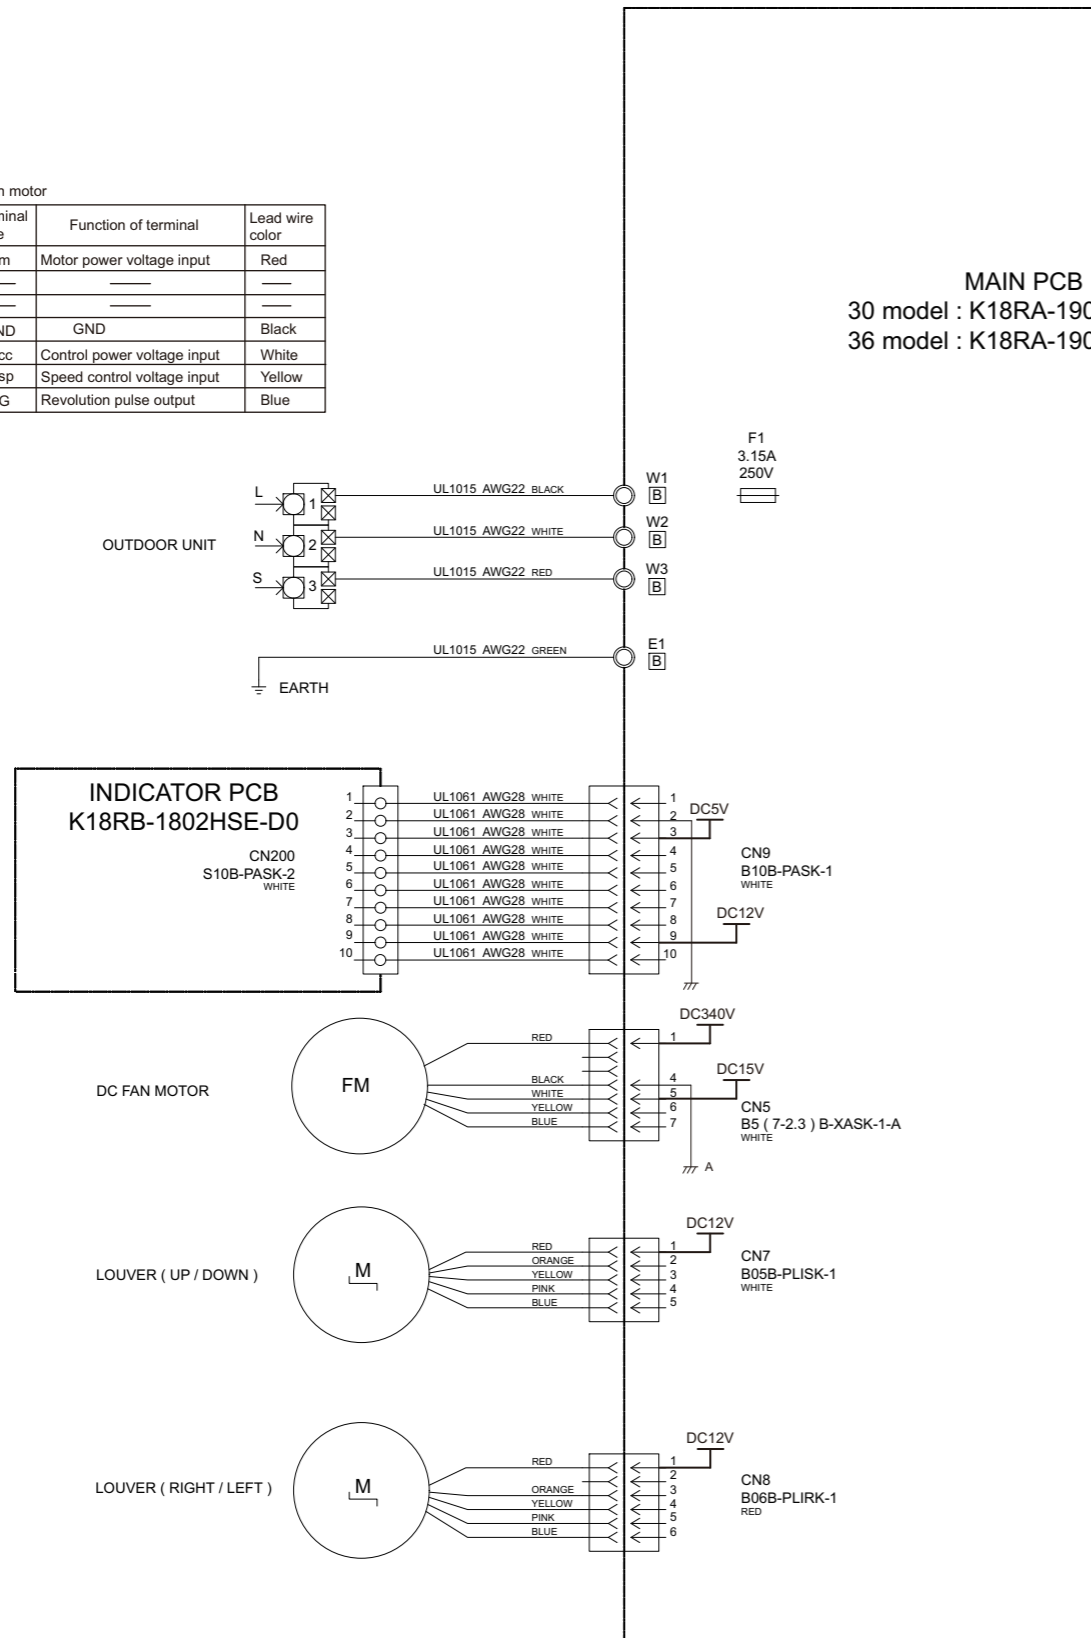 n motor
minal Function of terminal Lead wire
e color
m Motor power voltage input Red
ND GND Black
cc Control power voltage input White
sp Speed control voltage input Yellow
G Revolution pulse output Blue
MAIN PCB
30 model : K18RA-190
36 model : K18RA-190
F1
3.15A
250V
OUTDOOR UNIT
L 1 UL1015 AWG22 BLACK W1 B
N 2 UL1015 AWG22 WHITE W2 B
S 3 UL1015 AWG22 RED W3 B
UL1015 AWG22 GREEN E1 B
EARTH
INDICATOR PCB
K18RB-1802HSE-D0
CN200
S10B-PASK-2
WHITE
1 UL1061 AWG28 WHITE 1
2 UL1061 AWG28 WHITE 2 DC5V
3 UL1061 AWG28 WHITE 3
4 UL1061 AWG28 WHITE 4
5 UL1061 AWG28 WHITE 5
6 UL1061 AWG28 WHITE 6
7 UL1061 AWG28 WHITE 7
8 UL1061 AWG28 WHITE 8 DC12V
9 UL1061 AWG28 WHITE 9
10 UL1061 AWG28 WHITE 10
CN9
B10B-PASK-1
WHITE
DC FAN MOTOR
FM
DC340V
RED 1
DC15V
BLACK 4
WHITE 5
YELLOW 6
BLUE 7
CN5
B5 ( 7-2.3 ) B-XASK-1-A
WHITE
A
LOUVER ( UP / DOWN )
M
DC12V
RED 1
ORANGE 2
YELLOW 3
PINK 4
BLUE 5
CN7
B05B-PLISK-1
WHITE
LOUVER ( RIGHT / LEFT )
M
DC12V
RED 1
2
ORANGE 3
YELLOW 4
PINK 5
BLUE 6
CN8
B06B-PLIRK-1
RED